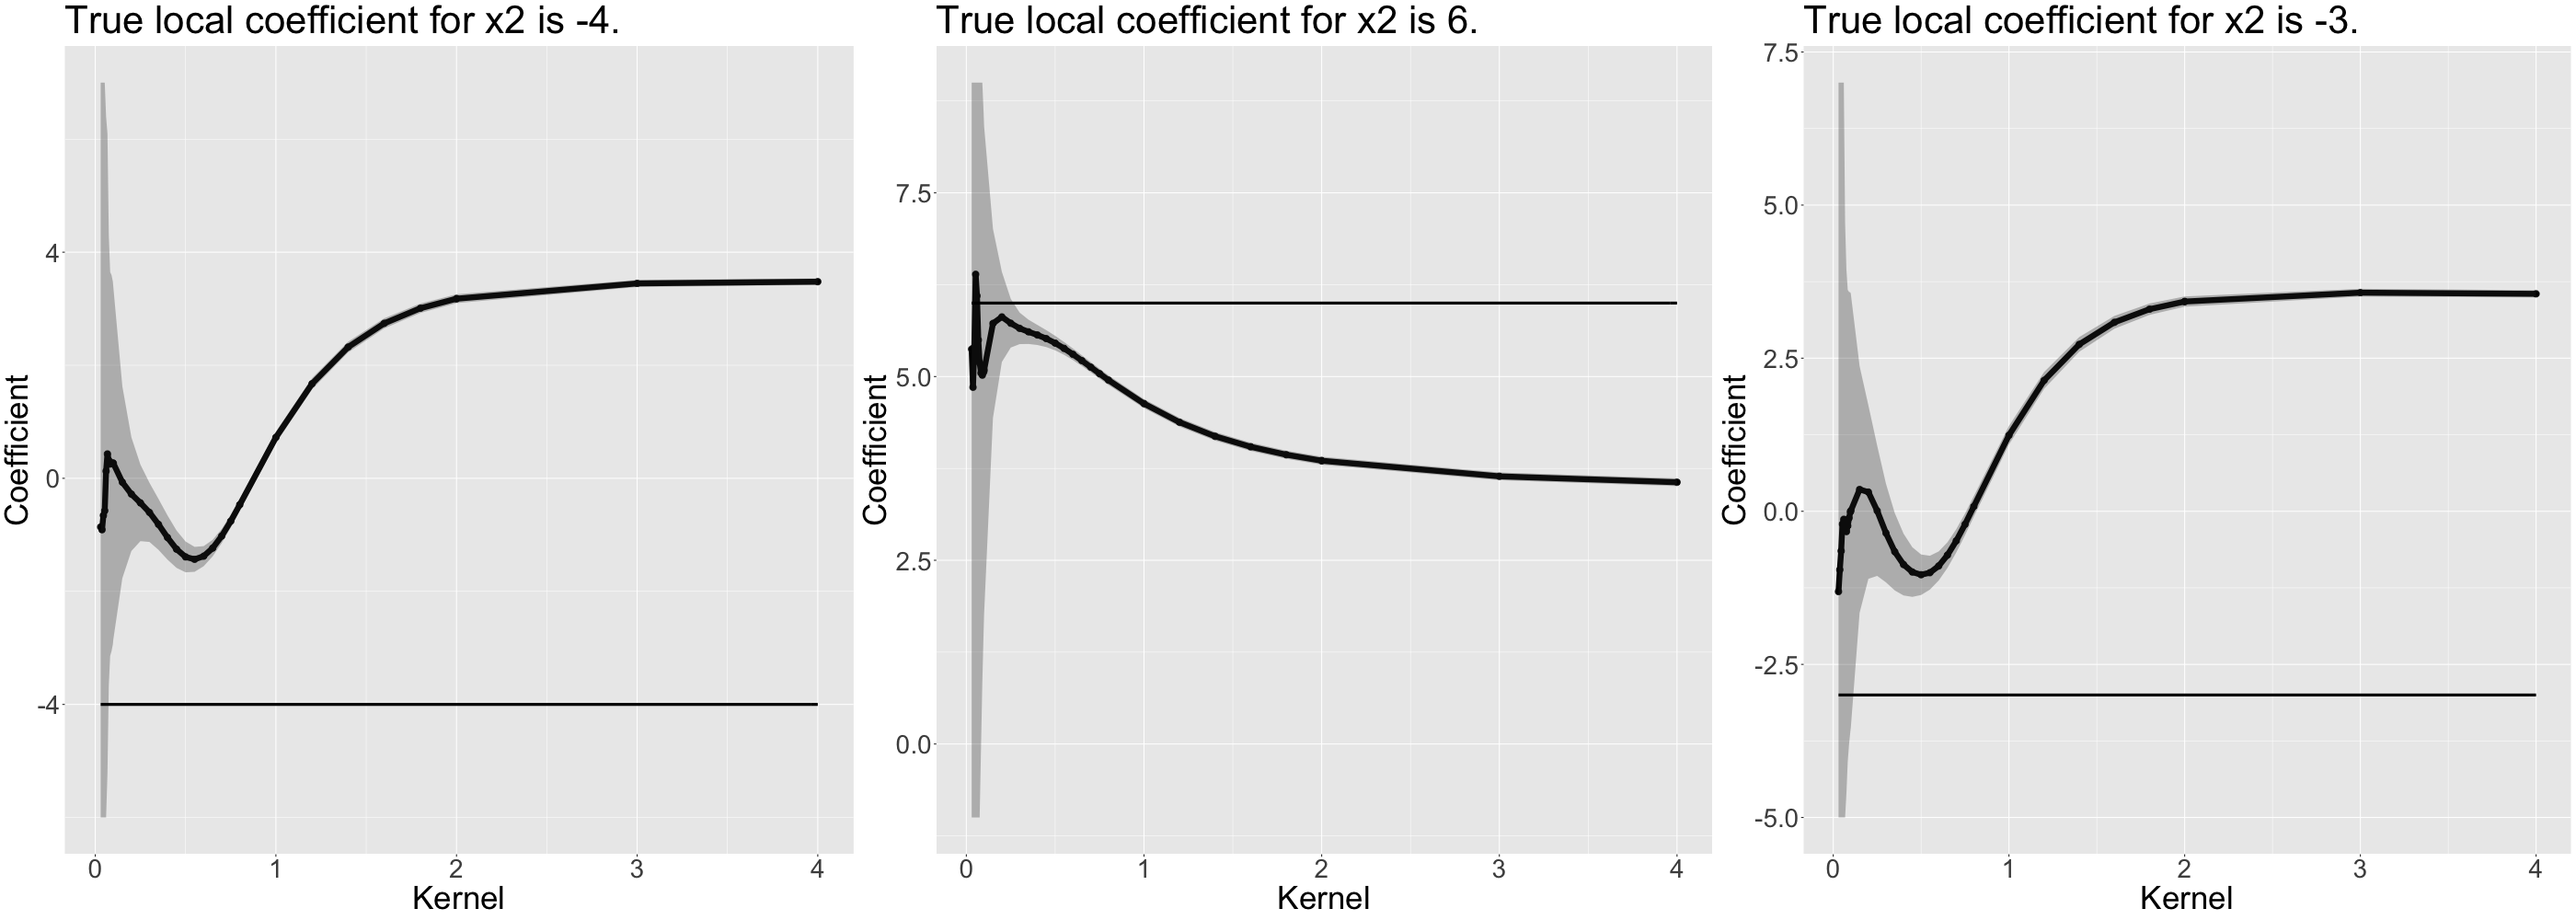 True local coefficient for x2 is -4.
True local coefficient for x2 is 6.
True local coefficient for x2 is -3.
Coefficient
4
0
-4
0 1 2 3 4
Kernel
Coefficient
7.5
5.0
2.5
0.0
0 1 2 3 4
Kernel
Coefficient
7.5
5.0
2.5
0.0
-2.5
-5.0
0 1 2 3 4
Kernel